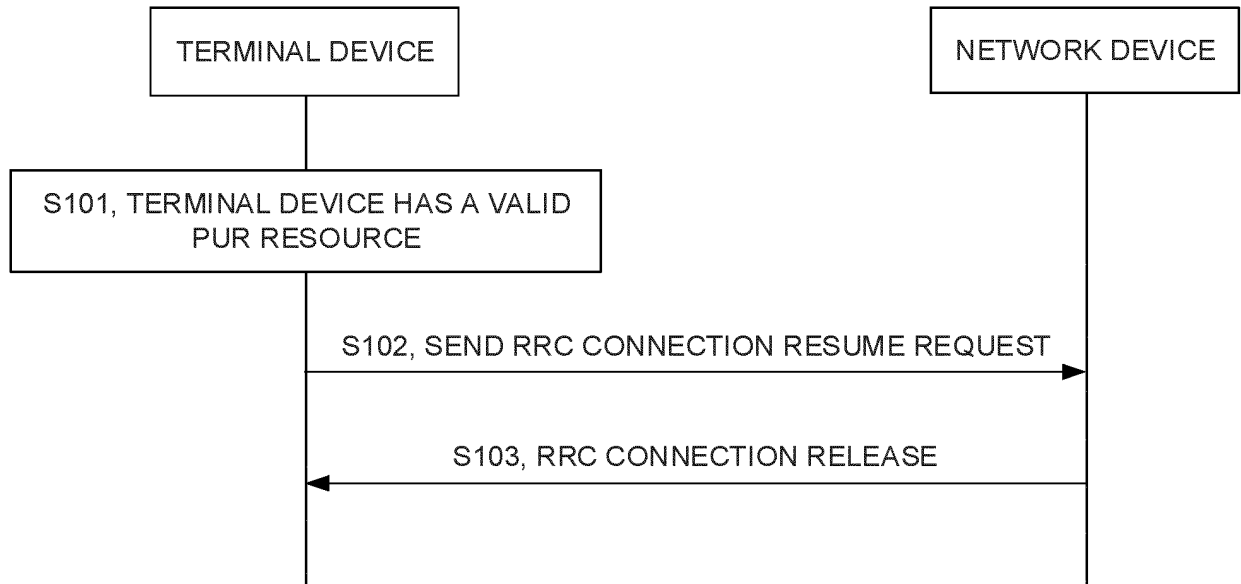 TERMINAL DEVICE
NETWORK DEVICE
S101, TERMINAL DEVICE HAS A VALID
PUR RESOURCE
S102, SEND RRC CONNECTION RESUME REQUEST
S103, RRC CONNECTION RELEASE